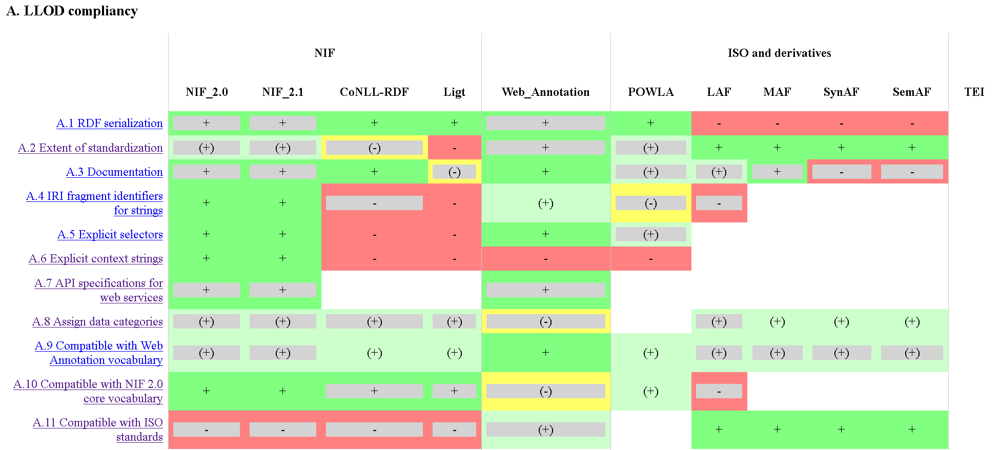 A. LLOD compliancy
NIF ISO and derivatives
NIF_2.0 NIF_2.1 CoNLL-RDF Ligt Web_Annotation POWLA LAF MAF SynAF SemAF TEI
A.1 RDF serialization + + + + + + - - - -
A.2 Extent of standardization (+) (+) (-) - + (+) + + + +
A.3 Documentation + + + (-) + (+) (+) + - -
A.4 IRI fragment identifiers
for strings
+ + - - (+) (-) -
A.5 Explicit selectors + + - - + (+)
A.6 Explicit context strings + + - - - -
A.7 API specifications for
web services
+ + +
A.8 Assign data categories (+) (+) (+) (+) (-) (+) (+) (+) (+)
A.9 Compatible with Web
Annotation vocabulary
(+) (+) (+) (+) + (+) (+) (+) (+) (+)
A.10 Compatible with NIF 2.0
core vocabulary
+ + + + (-) (+) -
A.11 Compatible with ISO
standards
- - - - (+) + + + +